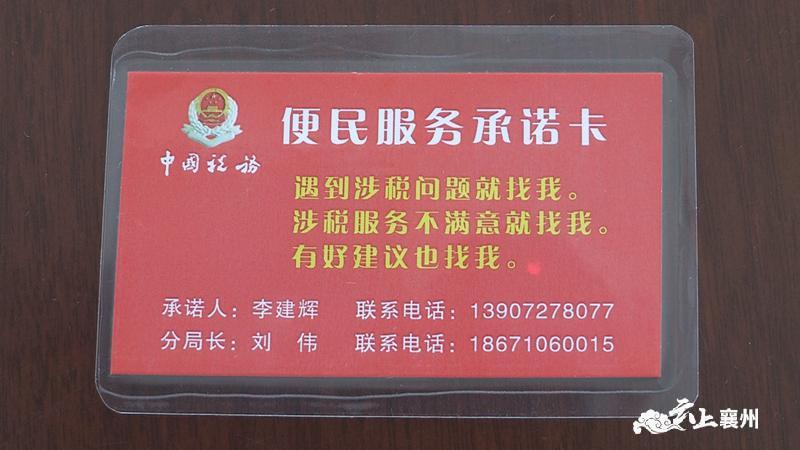 便民服务承诺卡
中国税务
遇到涉税问题就找我。
涉税服务不满意就找我。
有好建议也找我。
承诺人：李建辉 联系电话：13907278077
分局长：刘 伟 联系电话：18671060015
云上襄州